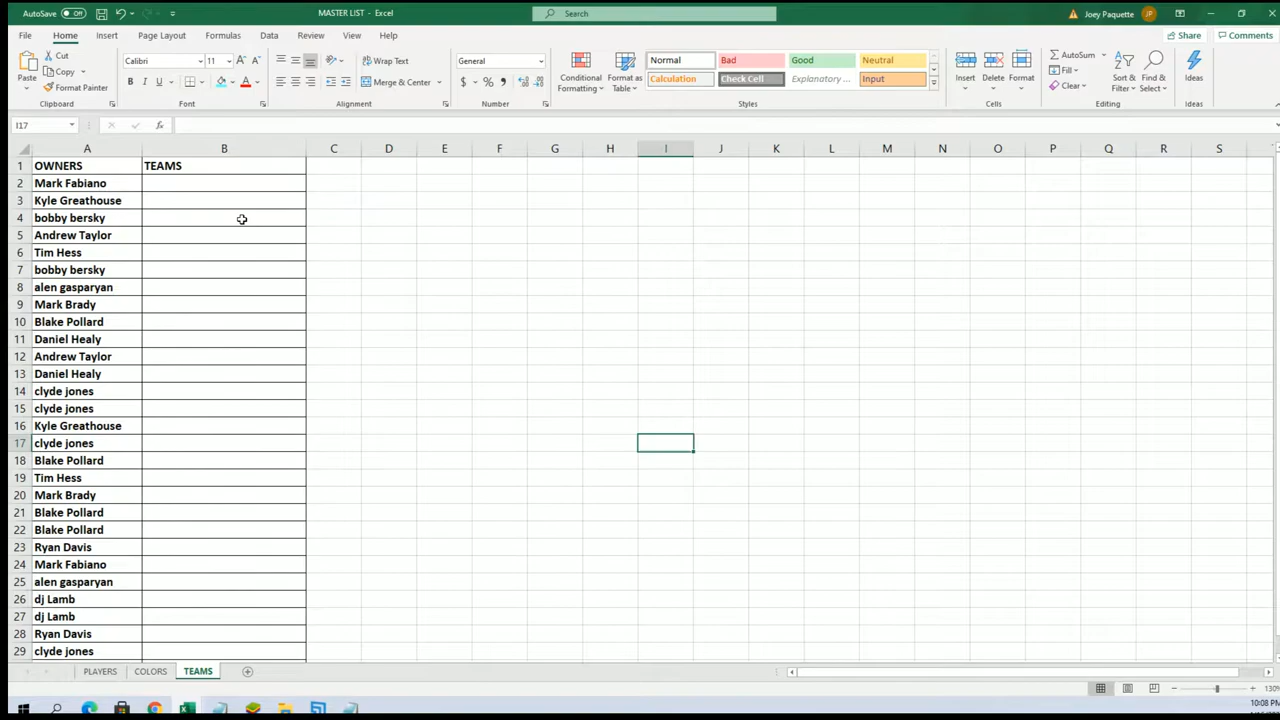 AutoSave Off MASTER LIST - Excel Search Joey Paquette JP
File Home Insert Page Layout Formulas Data Review View Help Share Comments
Cut Calibri 11 Wrap Text General Normal Bad Good Neutral AutoSum
Paste Copy Format Painter Merge & Center Conditional Formatting Format as Table Calculation Check Cell Explanatory ... Input Insert Delete Format Fill Clear Sort & Filter Find & Select Ideas
Clipboard Font Alignment Number Styles Cells Editing Ideas
I17 fx
A B C D E F G H I J K L M N O P Q R S
1 OWNERS TEAMS
2 Mark Fabiano
3 Kyle Greathouse
4 bobby bersky
5 Andrew Taylor
6 Tim Hess
7 bobby bersky
8 alen gasparyan
9 Mark Brady
10 Blake Pollard
11 Daniel Healy
12 Andrew Taylor
13 Daniel Healy
14 clyde jones
15 clyde jones
16 Kyle Greathouse
17 clyde jones
18 Blake Pollard
19 Tim Hess
20 Mark Brady
21 Blake Pollard
22 Blake Pollard
23 Ryan Davis
24 Mark Fabiano
25 alen gasparyan
26 dj Lamb
27 dj Lamb
28 Ryan Davis
29 clyde jones
PLAYERS COLORS TEAMS
130%
10:08 PM